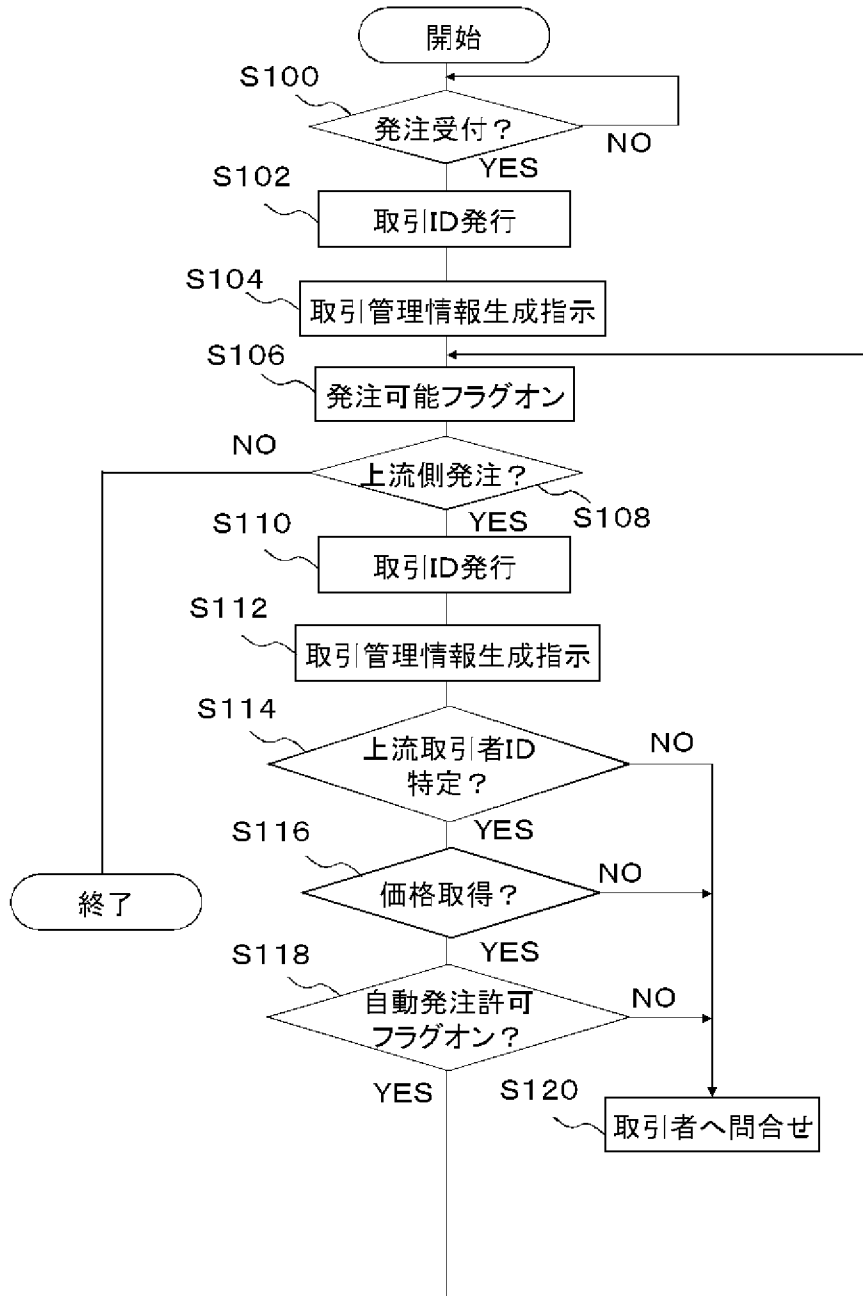 開始
S100
発注受付？
NO
YES
S102
取引ID発行
S104
取引管理情報生成指示
S106
発注可能フラグオン
NO
上流側発注？
S108
YES
S110
取引ID発行
S112
取引管理情報生成指示
S114
上流取引者ID
特定？
NO
YES
S116
価格取得？
NO
終了
YES
S118
自動発注許可
フラグオン？
NO
YES
S120
取引者へ問合せ